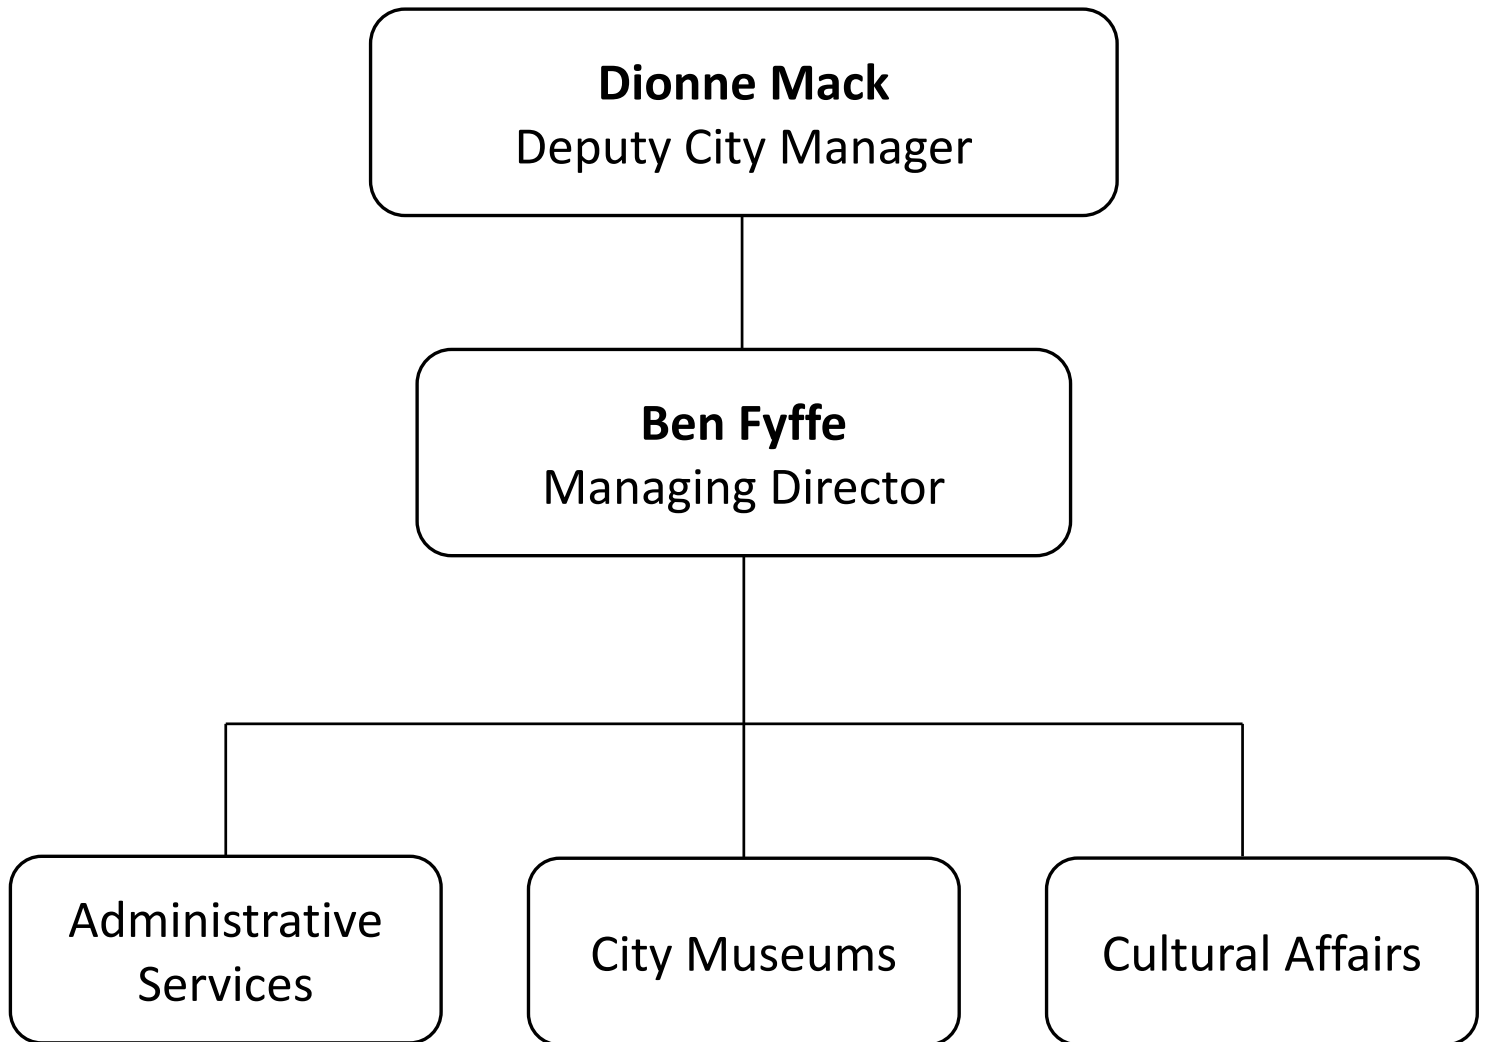 Dionne Mack
Deputy City Manager
Ben Fyffe
Managing Director
Administrative
Services
City Museums
Cultural Affairs